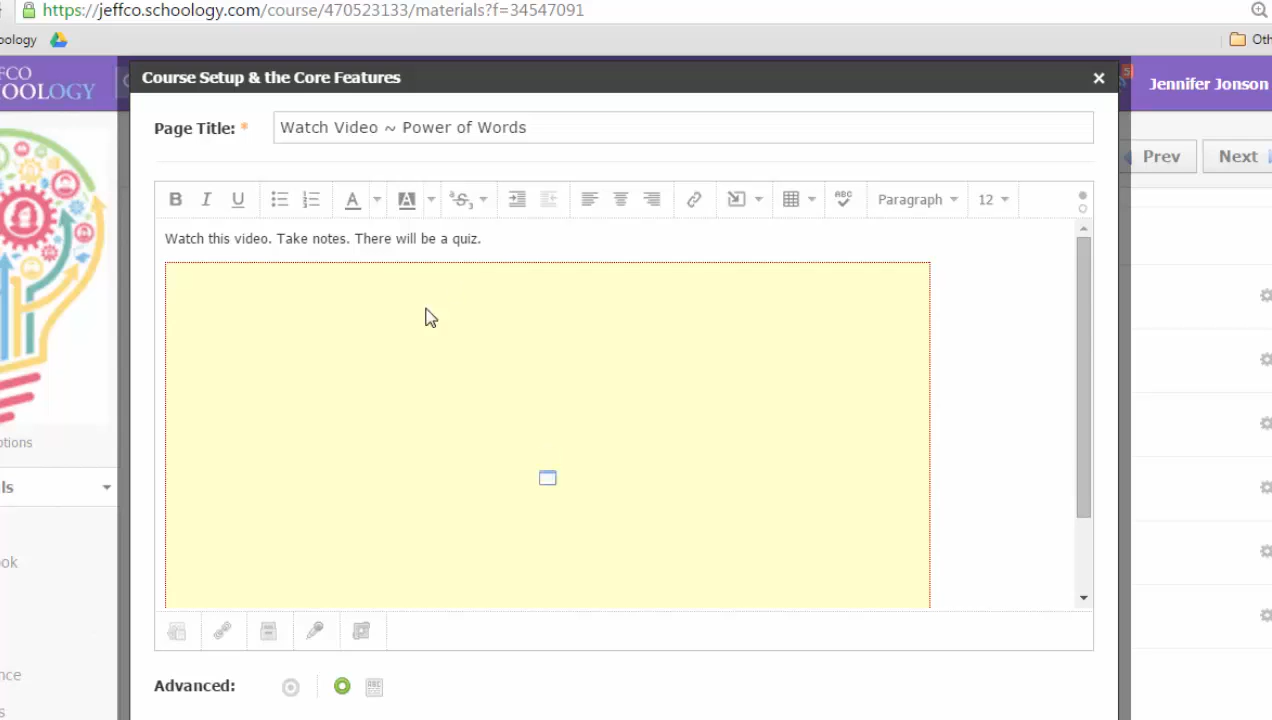 https://jeffco.schoology.com/course/470523133/materials?f=34547091
ology
Oth
FCO
OOLOGY
Course Setup & the Core Features
×
5
Jennifer Jonson
Page Title: *
Watch Video ~ Power of Words
Prev
Next
B I U
A A
Paragraph
12
Watch this video. Take notes. There will be a quiz.
ptions
ls
ok
nce
s
Advanced: